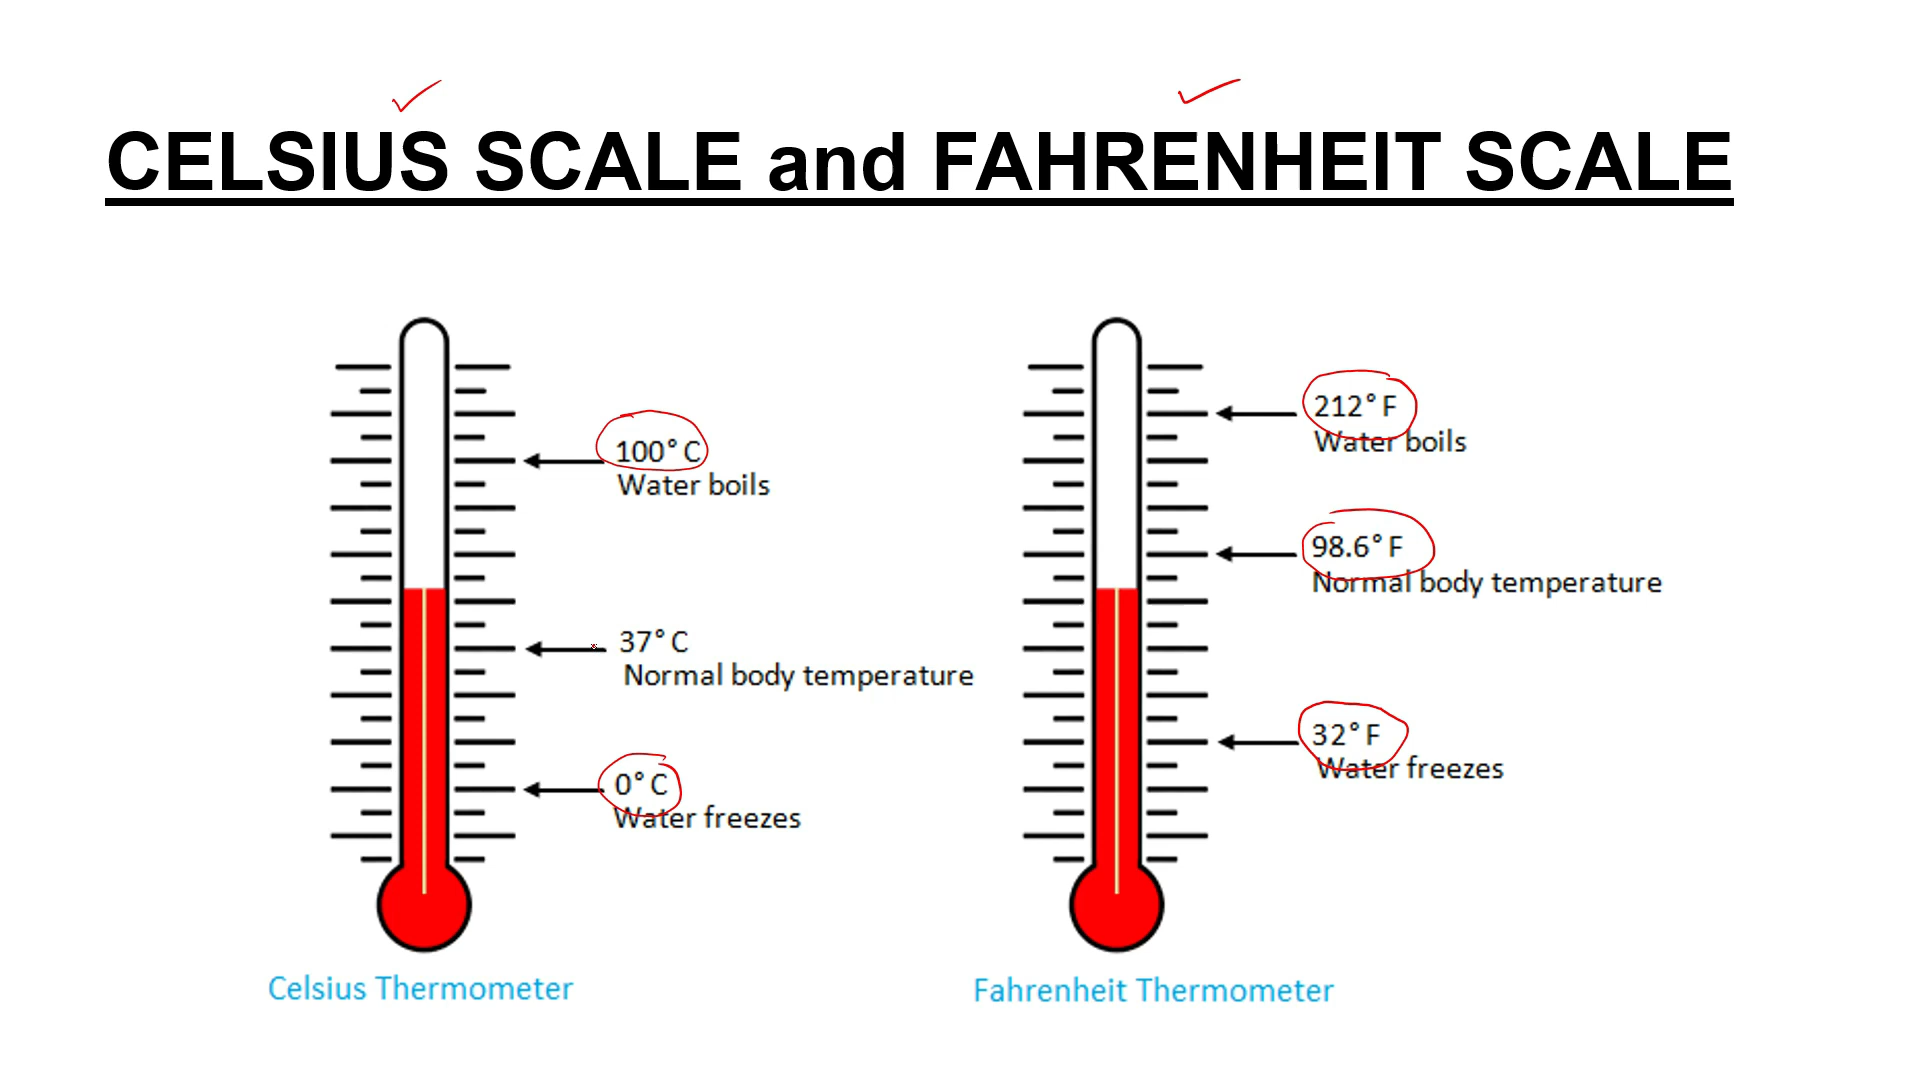 CELSIUS SCALE and FAHRENHEIT SCALE
100° C
Water boils
37° C
Normal body temperature
0° C
Water freezes
Celsius Thermometer
212° F
Water boils
98.6° F
Normal body temperature
32° F
Water freezes
Fahrenheit Thermometer